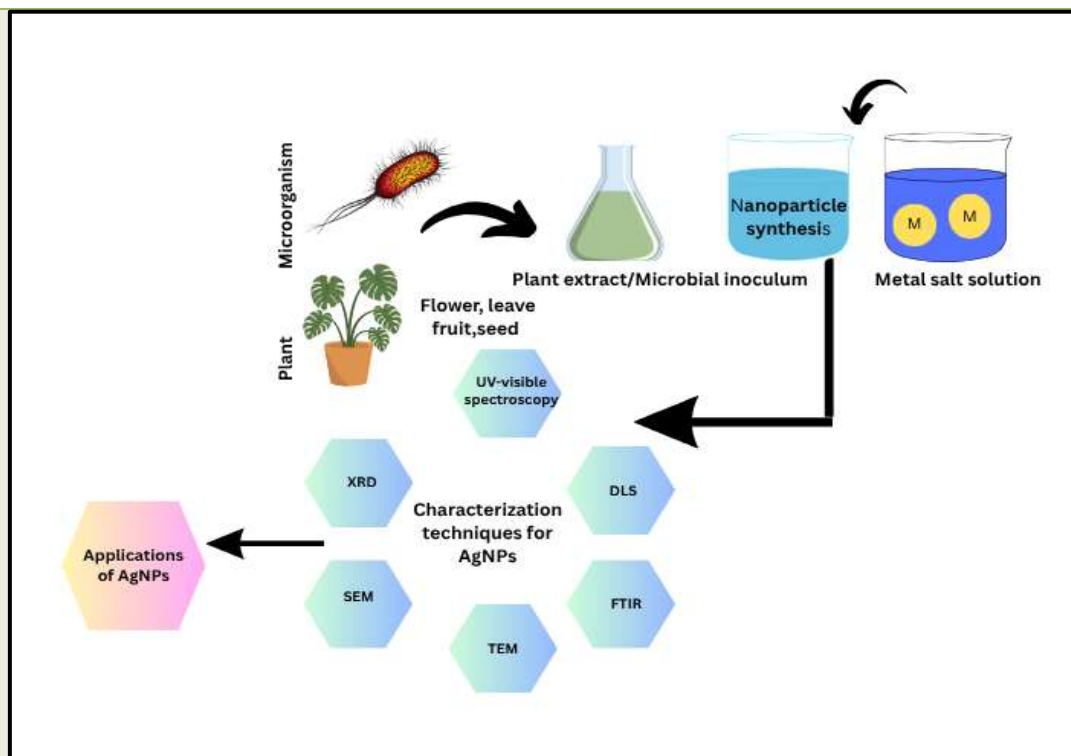 Microorganism
Plant
Flower, leave
fruit,seed
Plant extract/Microbial inoculum
Nanoparticle
synthesis
M
M
Metal salt solution
UV-visible
spectroscopy
XRD
DLS
Characterization
techniques for
AgNPs
SEM
FTIR
TEM
Applications
of AgNPs